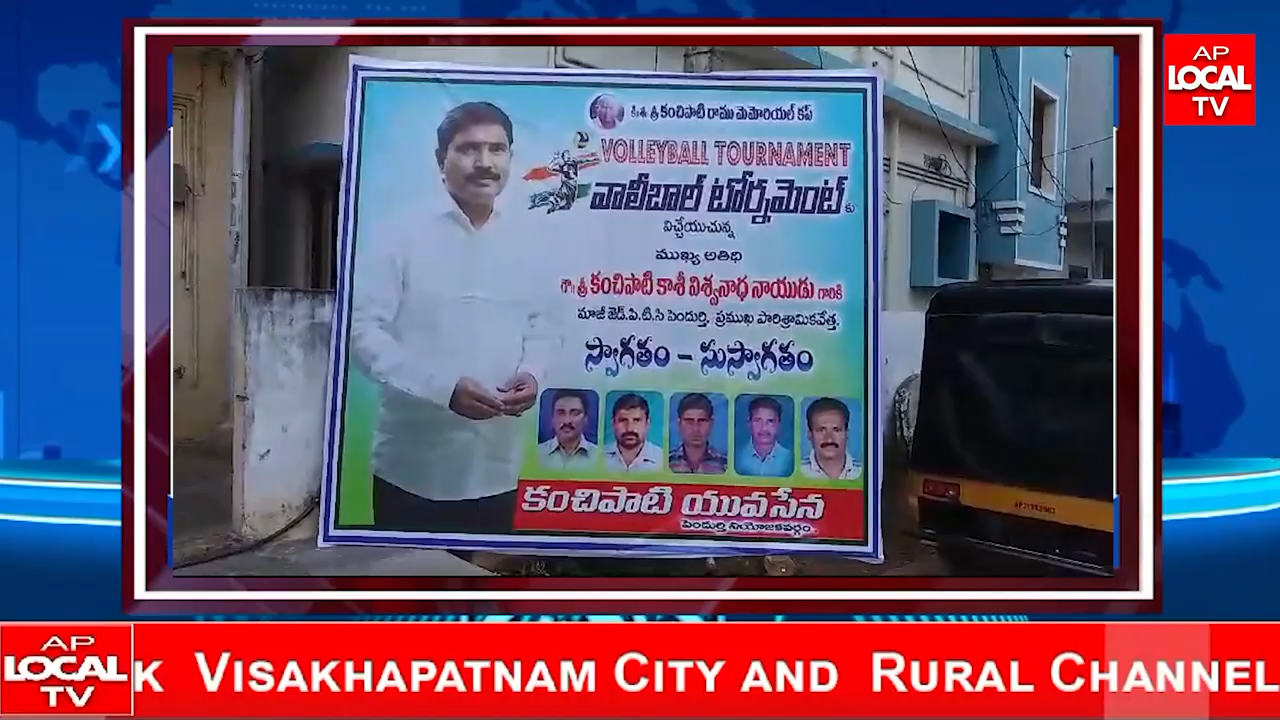 AP
LOCAL
TV
కీ.శే. శ్రీ కంచిపాటి రాము మెమోరియల్ కప్
VOLLEYBALL TOURNAMENT
వాలీబాల్ టోర్నమెంట్ కు
విచ్చేయుచున్న
ముఖ్య అతిథి
గౌ౹౹ శ్రీ కంచిపాటి కాశీ విశ్వనాధ నాయుడు గారికి
మాజీ జెడ్.పి.టి.సి పెందుర్తి, ప్రముఖ పారిశ్రామికవేత్త.
స్వాగతం – సుస్వాగతం
కంచిపాటి యువసేన
పెందుర్తి నియోజకవర్గం.
AP
LOCAL
TV
K VISAKHAPATNAM CITY AND RURAL CHANNEL